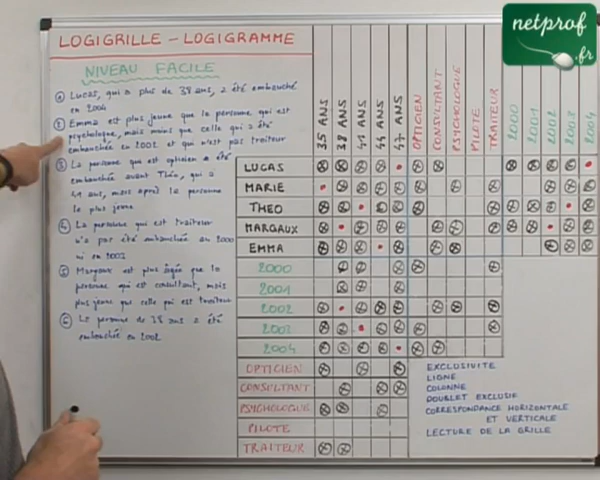 netprof
.fr
LOGIGRILLE - LOGIGRAMME
NIVEAU FACILE
① Lucas, qui a plus de 38 ans, a été embauché
en 2004
② Emma est plus jeune que la personne qui est
psychologue, mais moins que celle qui a été
embauchée en 2002 et qui n'est pas traiteur
③ La personne qui est opticien a été
embauchée avant Théo, qui a
41 ans, mais après la personne
la plus jeune
④ La personne qui est traiteur
n'a pas été embauchée en 2000
ni en 2002
⑤ Margaux est plus âgée que la
personne qui est consultant, mais
plus jeune que celle qui est traiteur
⑥ La personne de 38 ans a été
embauchée en 2002
35 ANS
38 ANS
41 ANS
44 ANS
47 ANS
OPTICIEN
CONSULTANT
PSYCHOLOGUE
PILOTE
TRAITEUR
2000
2001
2002
2003
2004
LUCAS
MARIE
THEO
MARGAUX
EMMA
2000
2001
2002
2003
2004
OPTICIEN
CONSULTANT
PSYCHOLOGUE
PILOTE
TRAITEUR
EXCLUSIVITE
LIGNE
COLONNE
DOUBLET EXCLUSIF
CORRESPONDANCE HORIZONTALE
ET VERTICALE
LECTURE DE LA GRILLE